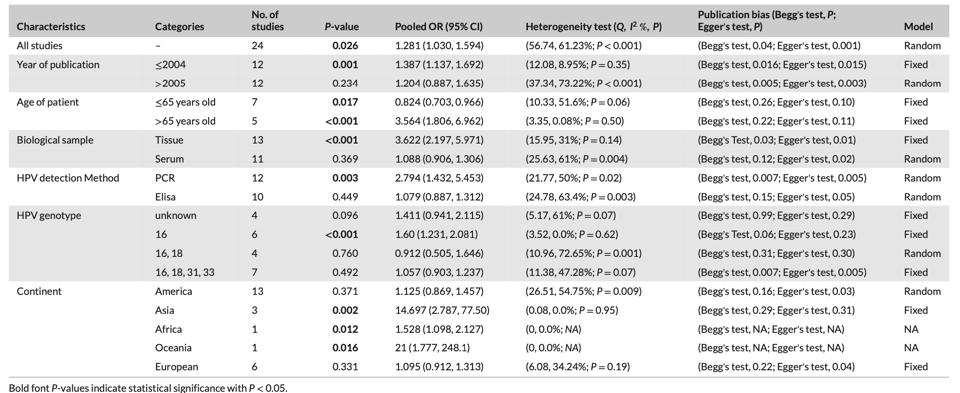 Characteristics Categories No. of studies P-value Pooled OR (95% CI) Heterogeneity test (Q, I² %, P) Publication bias (Begg's test, P; Egger's test, P) Model
All studies – 24 0.026 1.281 (1.030, 1.594) (56.74, 61.23%; P < 0.001) (Begg's test, 0.04; Egger's test, 0.001) Random
Year of publication ≤2004 12 0.001 1.387 (1.137, 1.692) (12.08, 8.95%; P = 0.35) (Begg's test, 0.016; Egger's test, 0.015) Fixed
>2005 12 0.234 1.204 (0.887, 1.635) (37.34, 73.22%; P < 0.001) (Begg's test, 0.005; Egger's test, 0.003) Random
Age of patient ≤65 years old 7 0.017 0.824 (0.703, 0.966) (10.33, 51.6%; P = 0.06) (Begg's test, 0.26; Egger's test, 0.10) Fixed
>65 years old 5 <0.001 3.564 (1.806, 6.962) (3.35, 0.08%; P = 0.50) (Begg's test, 0.22; Egger's test, 0.11) Fixed
Biological sample Tissue 13 <0.001 3.622 (2.197, 5.971) (15.95, 31%; P = 0.14) (Begg's Test, 0.03; Egger's test, 0.01) Fixed
Serum 11 0.369 1.088 (0.906, 1.306) (25.63, 61%; P = 0.004) (Begg's test, 0.12; Egger's test, 0.02) Random
HPV detection Method PCR 12 0.003 2.794 (1.432, 5.453) (21.77, 50%; P = 0.02) (Begg's test, 0.007; Egger's test, 0.005) Random
Elisa 10 0.449 1.079 (0.887, 1.312) (24.78, 63.4%; P = 0.003) (Begg's test, 0.15; Egger's test, 0.05) Random
HPV genotype unknown 4 0.096 1.411 (0.941, 2.115) (5.17, 61%; P = 0.07) (Begg's test, 0.99; Egger's test, 0.29) Fixed
16 6 <0.001 1.60 (1.231, 2.081) (3.52, 0.0%; P = 0.62) (Begg's Test, 0.06; Egger's test, 0.23) Fixed
16, 18 4 0.760 0.912 (0.505, 1.646) (10.96, 72.65%; P = 0.001) (Begg's test, 0.31; Egger's test, 0.30) Random
16, 18, 31, 33 7 0.492 1.057 (0.903, 1.237) (11.38, 47.28%; P = 0.07) (Begg's test, 0.007; Egger's test, 0.005) Fixed
Continent America 13 0.371 1.125 (0.869, 1.457) (26.51, 54.75%; P = 0.009) (Begg's test, 0.16; Egger's test, 0.03) Random
Asia 3 0.002 14.697 (2.787, 77.50) (0.08, 0.0%; P = 0.95) (Begg's test, 0.29; Egger's test, 0.31) Fixed
Africa 1 0.012 1.528 (1.098, 2.127) (0, 0.0%; NA) (Begg's test, NA; Egger's test, NA) NA
Oceania 1 0.016 21 (1.777, 248.1) (0, 0.0%; NA) (Begg's test, NA; Egger's test, NA) NA
European 6 0.331 1.095 (0.912, 1.313) (6.08, 34.24%; P = 0.19) (Begg's test, 0.22; Egger's test, 0.04) Fixed
Bold font P-values indicate statistical significance with P < 0.05.